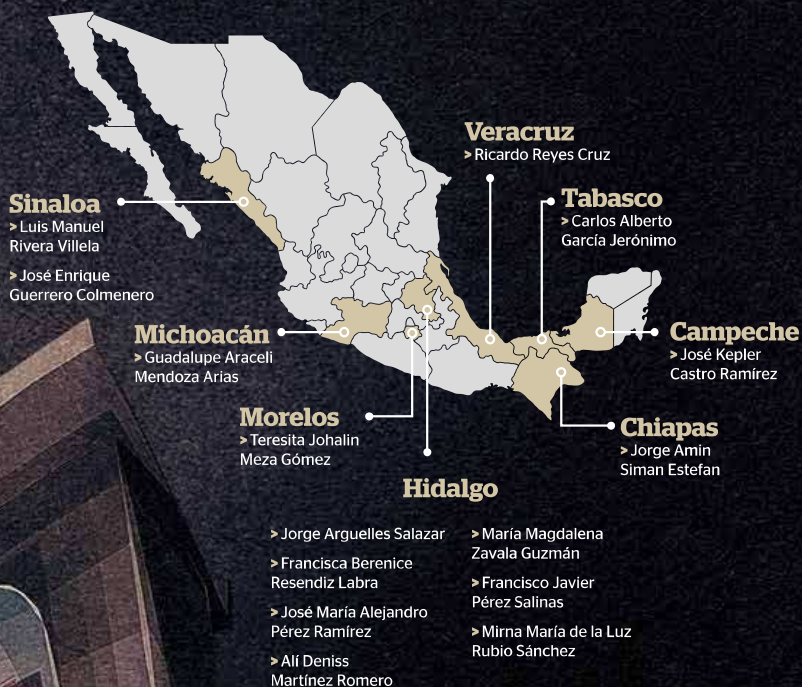 Veracruz
> Ricardo Reyes Cruz
Tabasco
> Carlos Alberto
García Jerónimo
Sinaloa
> Luis Manuel
Rivera Villela
> José Enrique
Guerrero Colmenero
Michoacán
> Guadalupe Araceli
Mendoza Arias
Campeche
> José Kepler
Castro Ramírez
Morelos
> Teresita Johalin
Meza Gómez
Chiapas
> Jorge Amin
Siman Estefan
Hidalgo
> Jorge Arguelles Salazar
> Francisca Berenice
Resendiz Labra
> José María Alejandro
Pérez Ramírez
> Alí Deniss
Martínez Romero
> María Magdalena
Zavala Guzmán
> Francisco Javier
Pérez Salinas
> Mirna María de la Luz
Rubio Sánchez